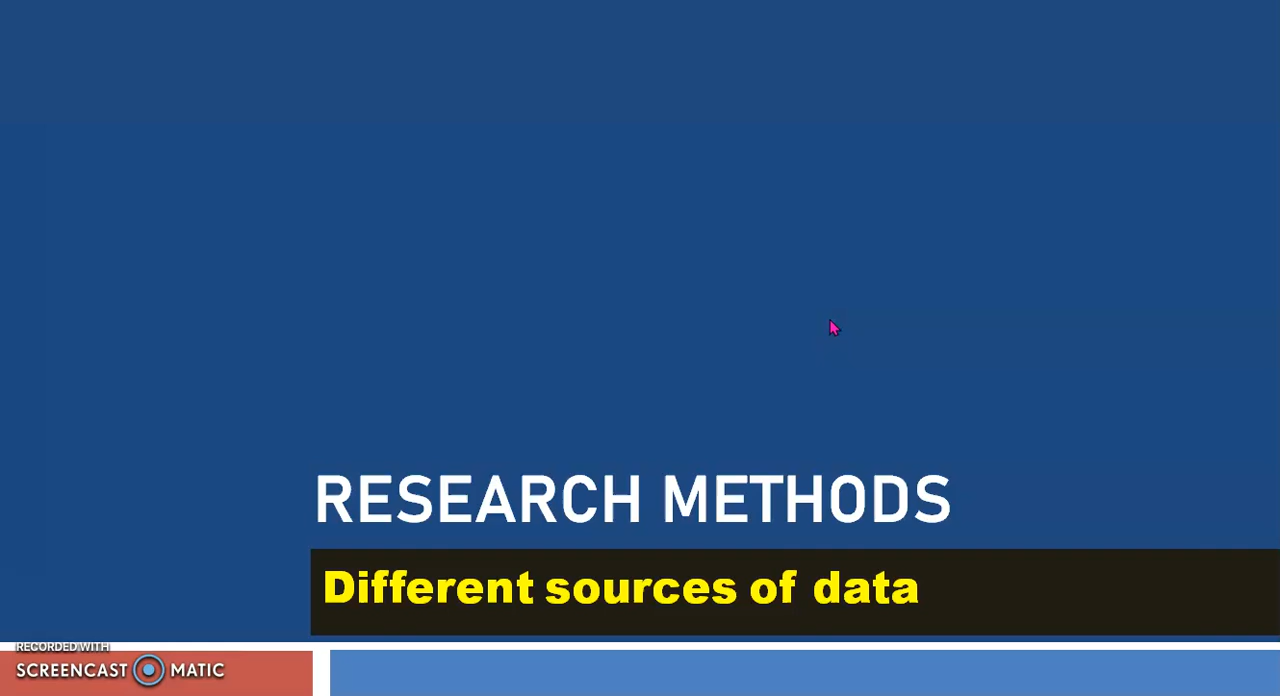 RESEARCH METHODS
Different sources of data
RECORDED WITH
SCREENCAST MATIC